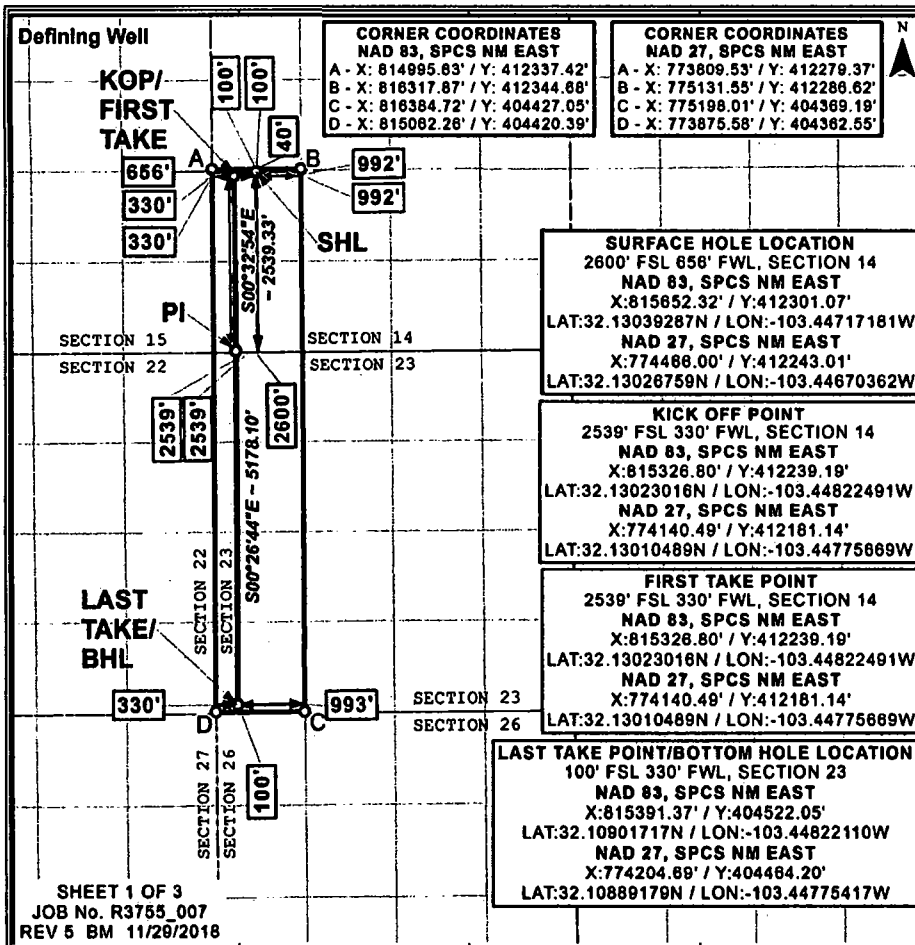 Defining Well
CORNER COORDINATES
NAD 83, SPCS NM EAST
A - X: 814995.63' / Y: 412337.42'
B - X: 816317.87' / Y: 412344.68'
C - X: 816384.72' / Y: 404427.05'
D - X: 815062.26' / Y: 404420.39'
CORNER COORDINATES
NAD 27, SPCS NM EAST
A - X: 773809.53' / Y: 412279.37'
B - X: 775131.55' / Y: 412286.62'
C - X: 775198.01' / Y: 404369.19'
D - X: 773875.58' / Y: 404362.55'
N
KOP/
FIRST
TAKE
100'
100'
40'
A
B
656'
330'
330'
992'
992'
SHL
S00°32'54"E
~ 2539.33'
PI
SECTION 15
SECTION 14
SECTION 22
SECTION 23
2539'
2539'
2600'
S00°26'44"E ~ 5178.10'
SECTION 22
SECTION 23
LAST
TAKE/
BHL
330'
993'
D
C
SECTION 23
SECTION 26
100'
SECTION 27
SECTION 26
SURFACE HOLE LOCATION
2600' FSL 656' FWL, SECTION 14
NAD 83, SPCS NM EAST
X:815652.32' / Y:412301.07'
LAT:32.13039287N / LON:-103.44717181W
NAD 27, SPCS NM EAST
X:774466.00' / Y:412243.01'
LAT:32.13026759N / LON:-103.44670362W
KICK OFF POINT
2539' FSL 330' FWL, SECTION 14
NAD 83, SPCS NM EAST
X:815326.80' / Y:412239.19'
LAT:32.13023016N / LON:-103.44822491W
NAD 27, SPCS NM EAST
X:774140.49' / Y:412181.14'
LAT:32.13010489N / LON:-103.44775669W
FIRST TAKE POINT
2539' FSL 330' FWL, SECTION 14
NAD 83, SPCS NM EAST
X:815326.80' / Y:412239.19'
LAT:32.13023016N / LON:-103.44822491W
NAD 27, SPCS NM EAST
X:774140.49' / Y:412181.14'
LAT:32.13010489N / LON:-103.44775669W
LAST TAKE POINT/BOTTOM HOLE LOCATION
100' FSL 330' FWL, SECTION 23
NAD 83, SPCS NM EAST
X:815391.37' / Y:404522.05'
LAT:32.10901717N / LON:-103.44822110W
NAD 27, SPCS NM EAST
X:774204.69' / Y:404464.20'
LAT:32.10889179N / LON:-103.44775417W
SHEET 1 OF 3
JOB No. R3755_007
REV 5 BM 11/29/2018